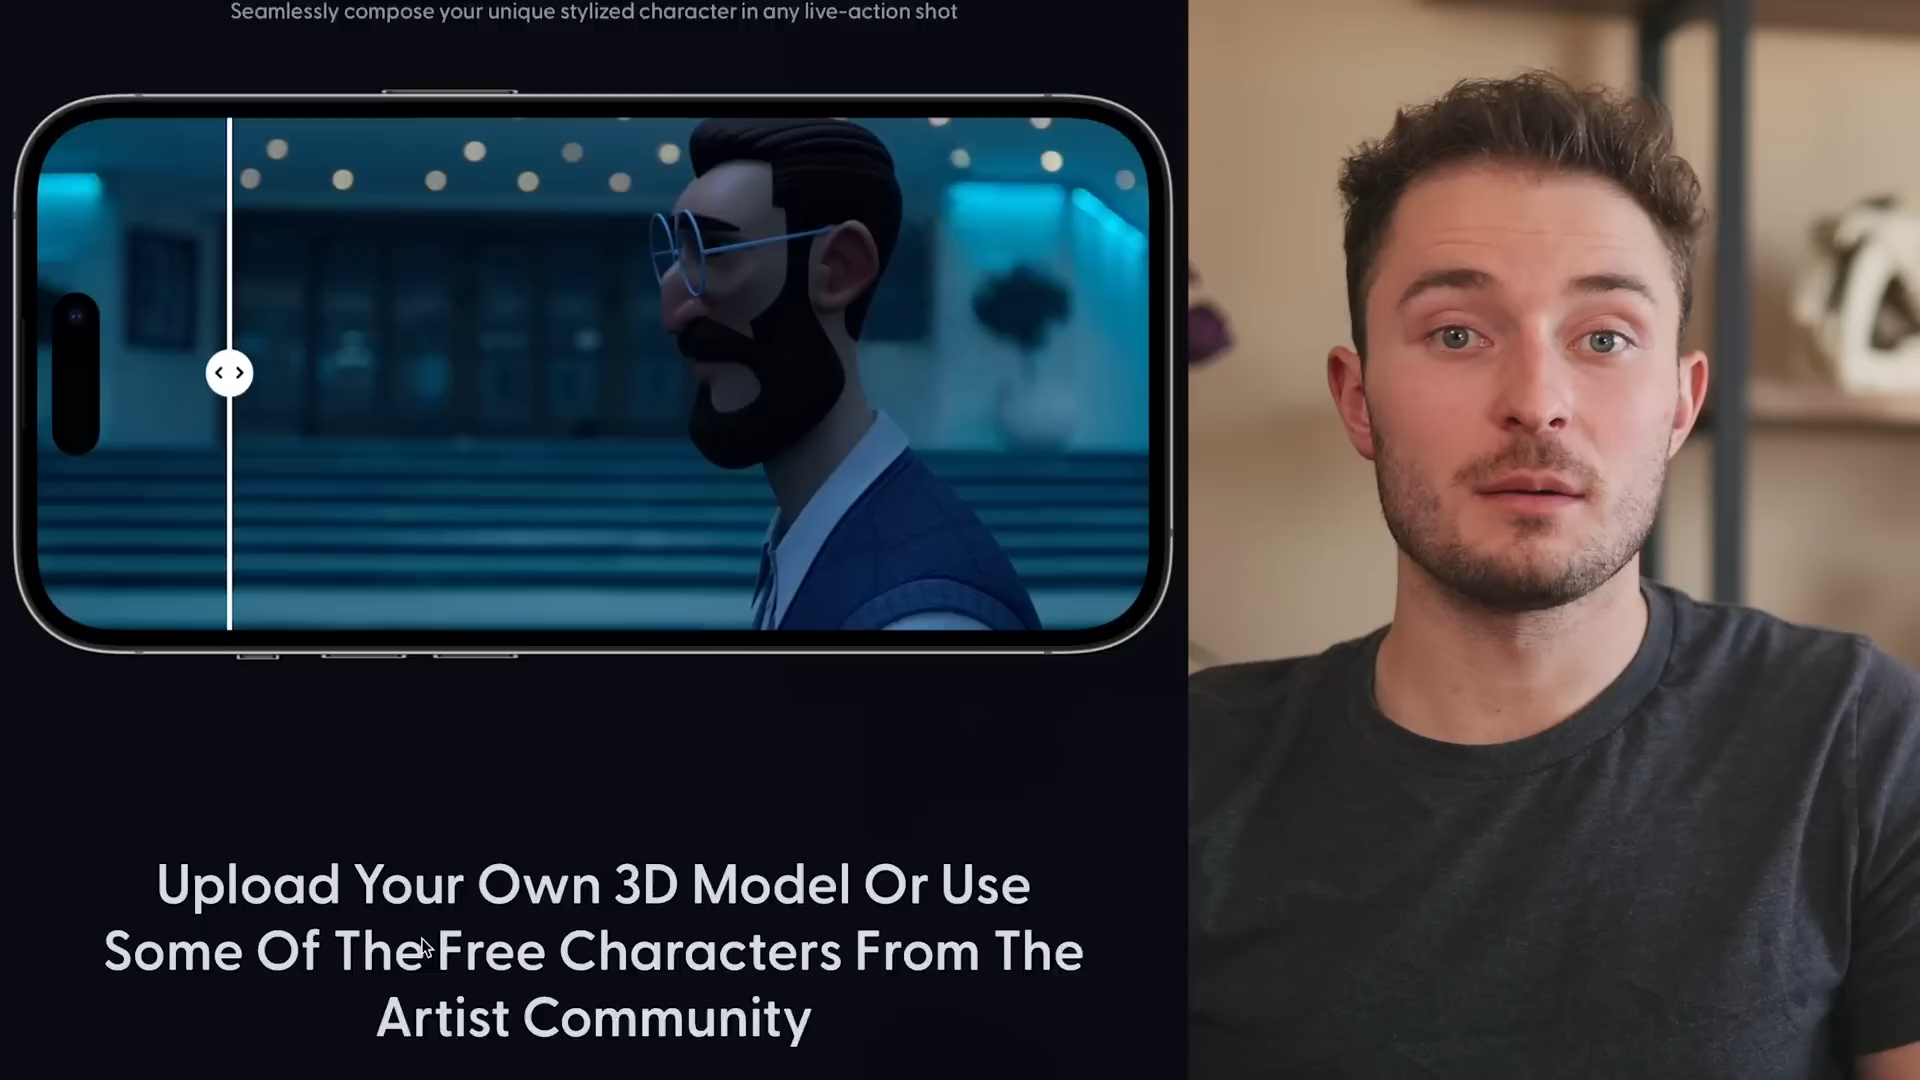 Seamlessly compose your unique stylized character in any live-action shot
Upload Your Own 3D Model Or Use
Some Of The Free Characters From The
Artist Community